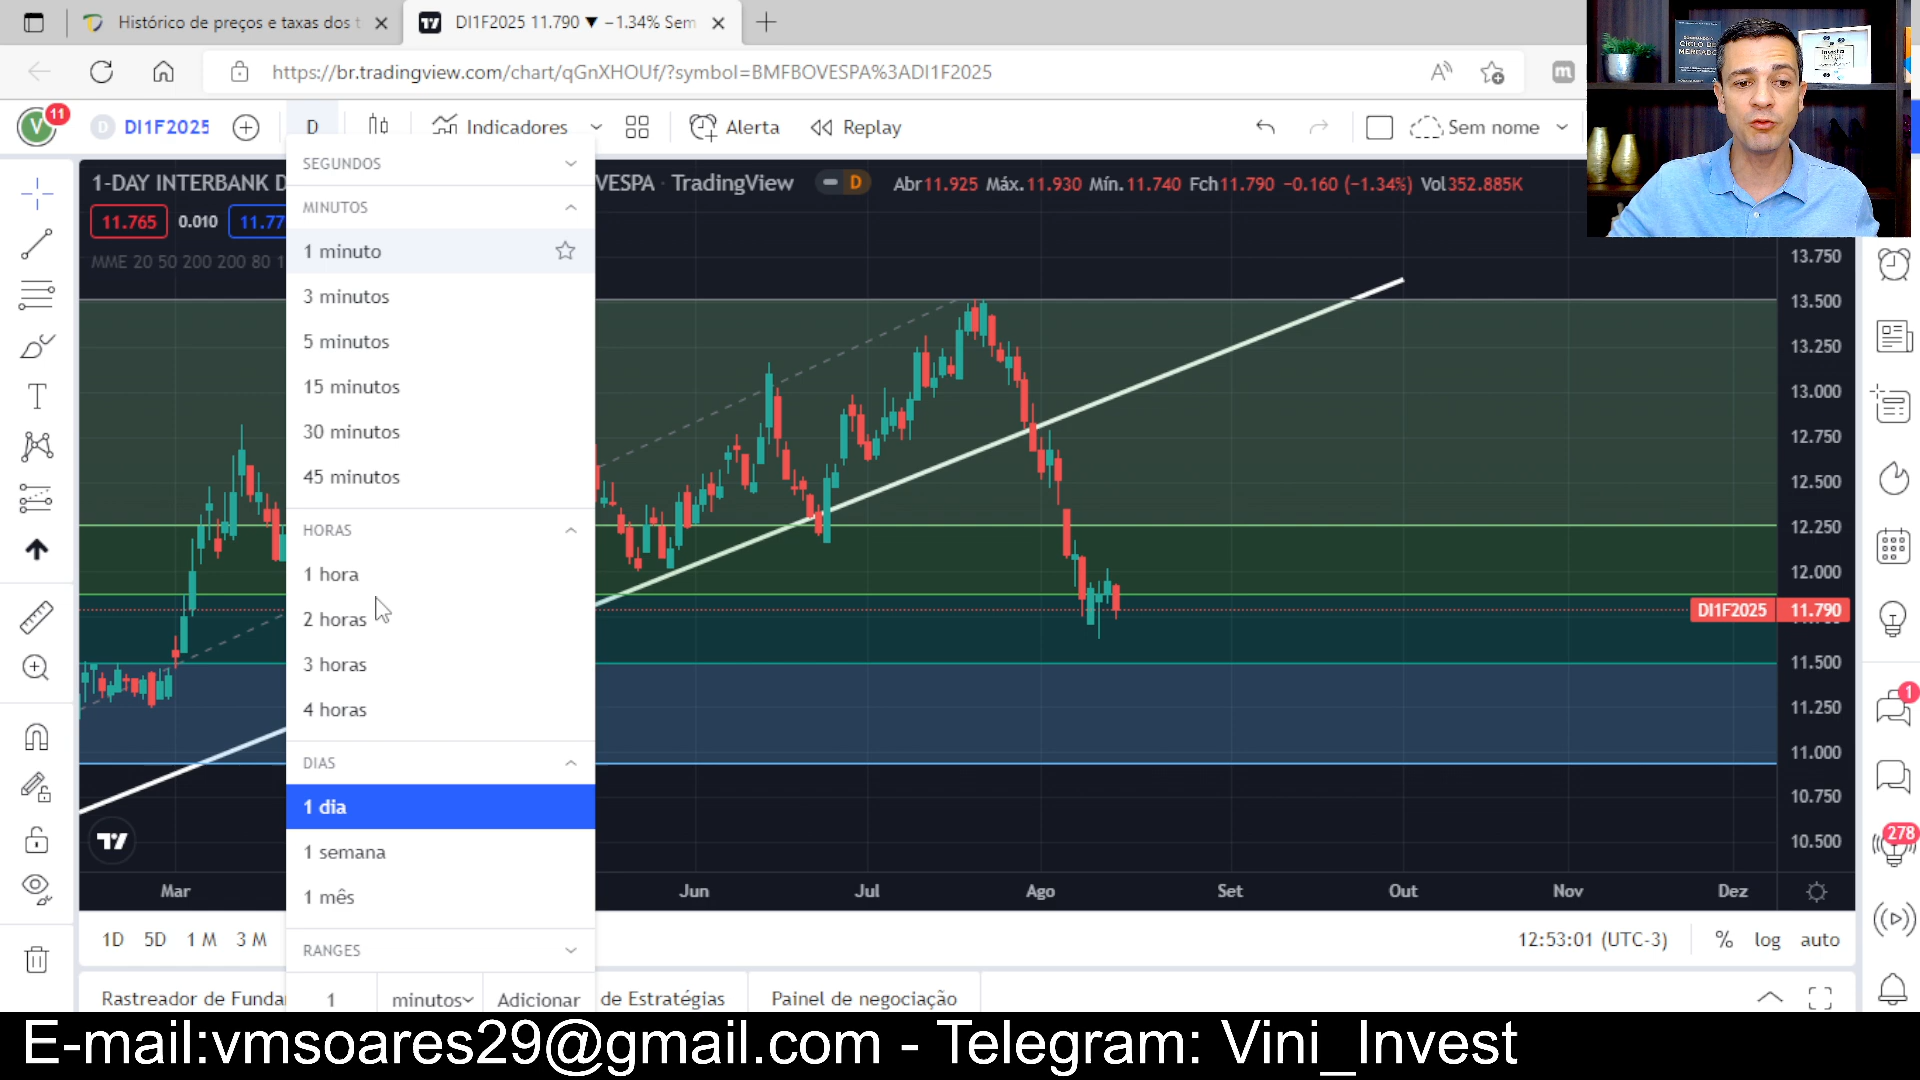 Histórico de preços e taxas dos t
DI1F2025 11.790 ▼ −1.34% Sem
https://br.tradingview.com/chart/qGnXHOUf/?symbol=BMFBOVESPA%3ADI1F2025
V 11
D DI1F2025
D
Indicadores
Alerta
Replay
Sem nome
1-DAY INTERBANK D
VESPA · TradingView
D
Abr11.925 Máx.11.930 Mín.11.740 Fch11.790 −0.160 (−1.34%) Vol352.885K
11.765 0.010 11.77
MME 20 50 200 200 80 1
SEGUNDOS
MINUTOS
1 minuto
3 minutos
5 minutos
15 minutos
30 minutos
45 minutos
HORAS
1 hora
2 horas
3 horas
4 horas
DIAS
1 dia
1 semana
1 mês
RANGES
1 minutos Adicionar
13.750
13.500
13.250
13.000
12.750
12.500
12.250
12.000
DI1F2025 11.790
11.500
11.250
11.000
10.750
10.500
Mar Jun Jul Ago Set Out Nov Dez
1D 5D 1 M 3 M
12:53:01 (UTC-3) % log auto
Rastreador de Funda
de Estratégias
Painel de negociação
1
278
CICLO DE
MERCADO
E-mail:vmsoares29@gmail.com - Telegram: Vini_Invest